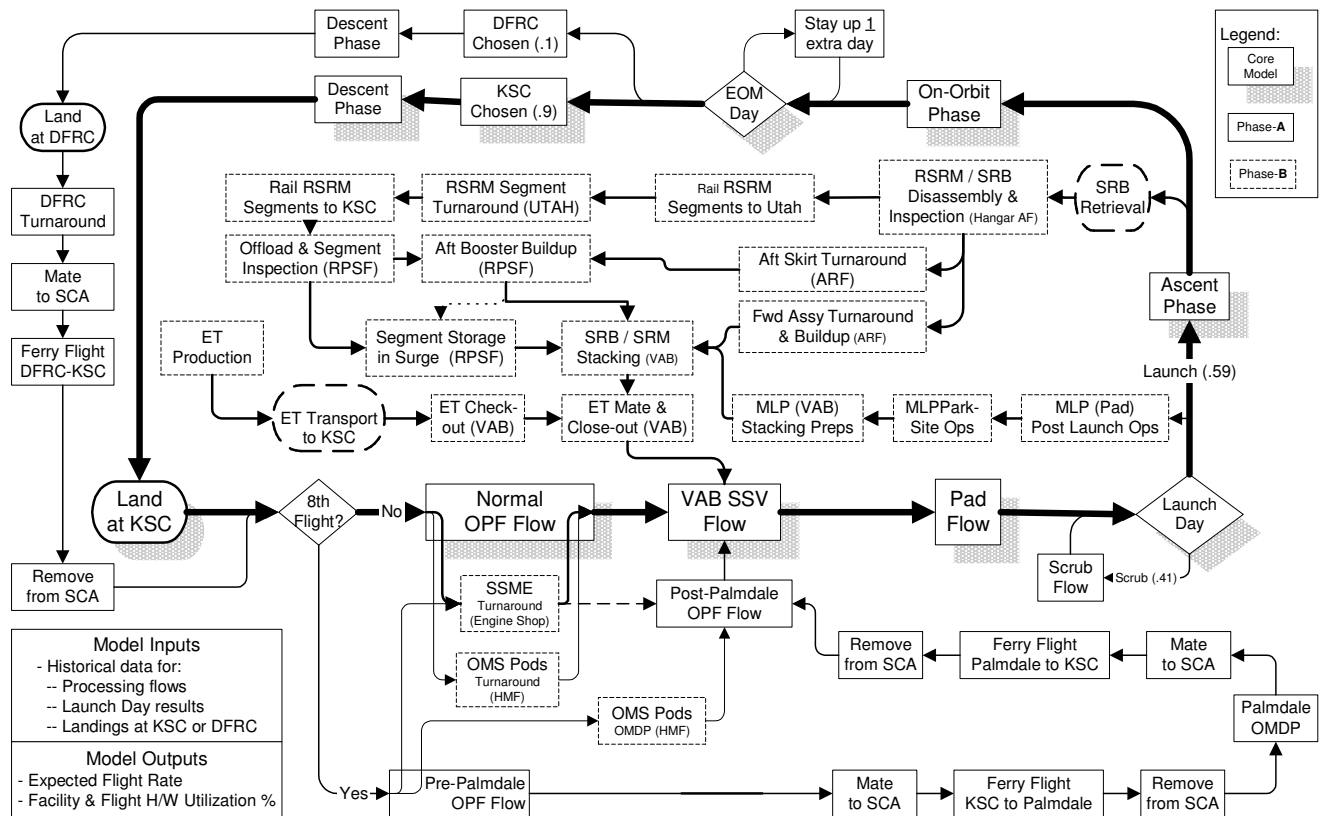 Descent
Phase
DFRC
Chosen (.1)
Stay up 1
extra day
Legend:
Core
Model
Phase-A
Phase-B
Descent
Phase
KSC
Chosen (.9)
EOM
Day
On-Orbit
Phase
Land
at DFRC
DFRC
Turnaround
Mate
to SCA
Ferry Flight
DFRC-KSC
Remove
from SCA
Rail RSRM
Segments to KSC
RSRM Segment
Turnaround (UTAH)
Rail RSRM
Segments to Utah
RSRM / SRB
Disassembly &
Inspection (Hangar AF)
SRB
Retrieval
Offload & Segment
Inspection (RPSF)
Aft Booster Buildup
(RPSF)
Aft Skirt Turnaround
(ARF)
Ascent
Phase
ET
Production
Segment Storage
in Surge (RPSF)
SRB / SRM
Stacking (VAB)
Fwd Assy Turnaround
& Buildup (ARF)
Launch (.59)
ET Transport
to KSC
ET Check-
out (VAB)
ET Mate &
Close-out (VAB)
MLP (VAB)
Stacking Preps
MLPPark-
Site Ops
MLP (Pad)
Post Launch Ops
Land
at KSC
8th
Flight?
No
Normal
OPF Flow
VAB SSV
Flow
Pad
Flow
Launch
Day
Scrub
Flow
Scrub (.41)
SSME
Turnaround
(Engine Shop)
Post-Palmdale
OPF Flow
OMS Pods
Turnaround
(HMF)
Remove
from SCA
Ferry Flight
Palmdale to KSC
Mate
to SCA
OMS Pods
OMDP (HMF)
Palmdale
OMDP
Yes
Pre-Palmdale
OPF Flow
Mate
to SCA
Ferry Flight
KSC to Palmdale
Remove
from SCA
Model Inputs
- Historical data for:
-- Processing flows
-- Launch Day results
-- Landings at KSC or DFRC
Model Outputs
- Expected Flight Rate
- Facility & Flight H/W Utilization %